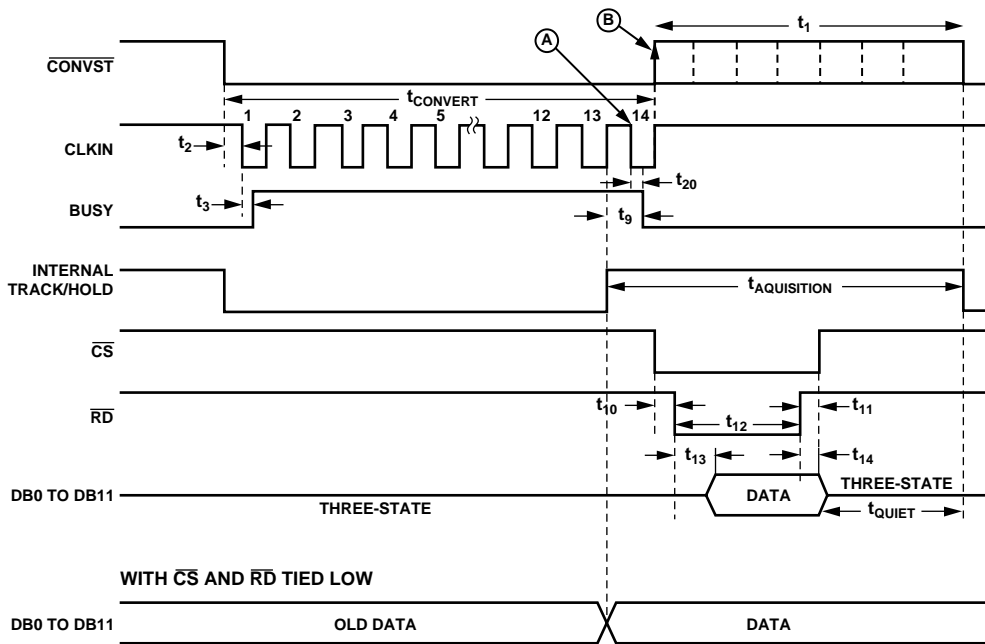 B
t1
A
CONVST
tCONVERT
1 2 3 4 5 12 13 14
CLKIN
t2
t20
t3
BUSY
t9
INTERNAL
TRACK/HOLD
tAQUISITION
CS
RD
t10
t12
t11
t13
t14
DB0 TO DB11
THREE-STATE
DATA
THREE-STATE
tQUIET
WITH CS AND RD TIED LOW
DB0 TO DB11
OLD DATA
DATA